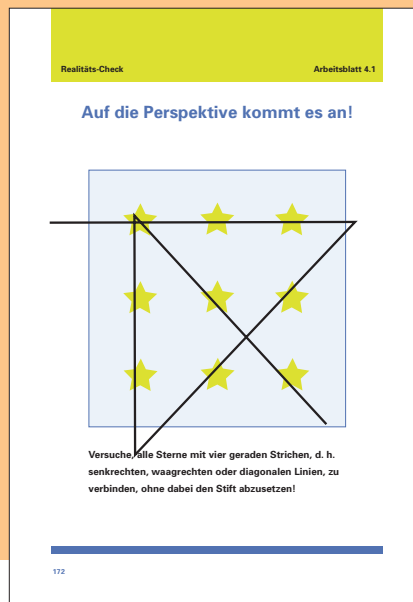 Realitäts-Check Arbeitsblatt 4.1
Auf die Perspektive kommt es an!
Versuche, alle Sterne mit vier geraden Strichen, d. h.
senkrechten, waagrechten oder diagonalen Linien, zu
verbinden, ohne dabei den Stift abzusetzen!
172